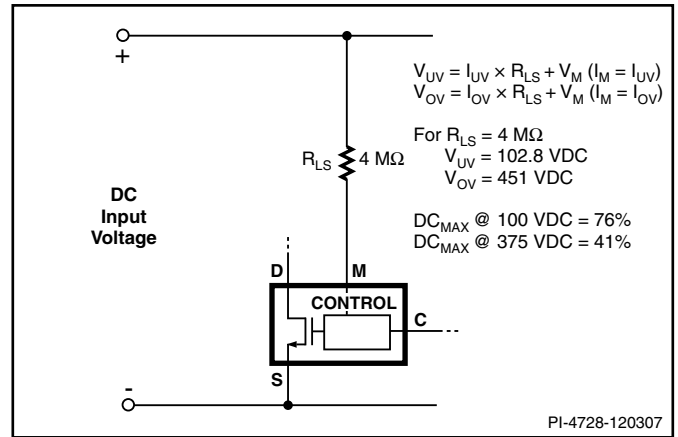 +
V_UV = I_UV × R_LS + V_M (I_M = I_UV)
V_OV = I_OV × R_LS + V_M (I_M = I_OV)
For R_LS = 4 MΩ
V_UV = 102.8 VDC
V_OV = 451 VDC
DC_MAX @ 100 VDC = 76%
DC_MAX @ 375 VDC = 41%
R_LS 4 MΩ
DC
Input
Voltage
D M
CONTROL
C
S
-
PI-4728-120307